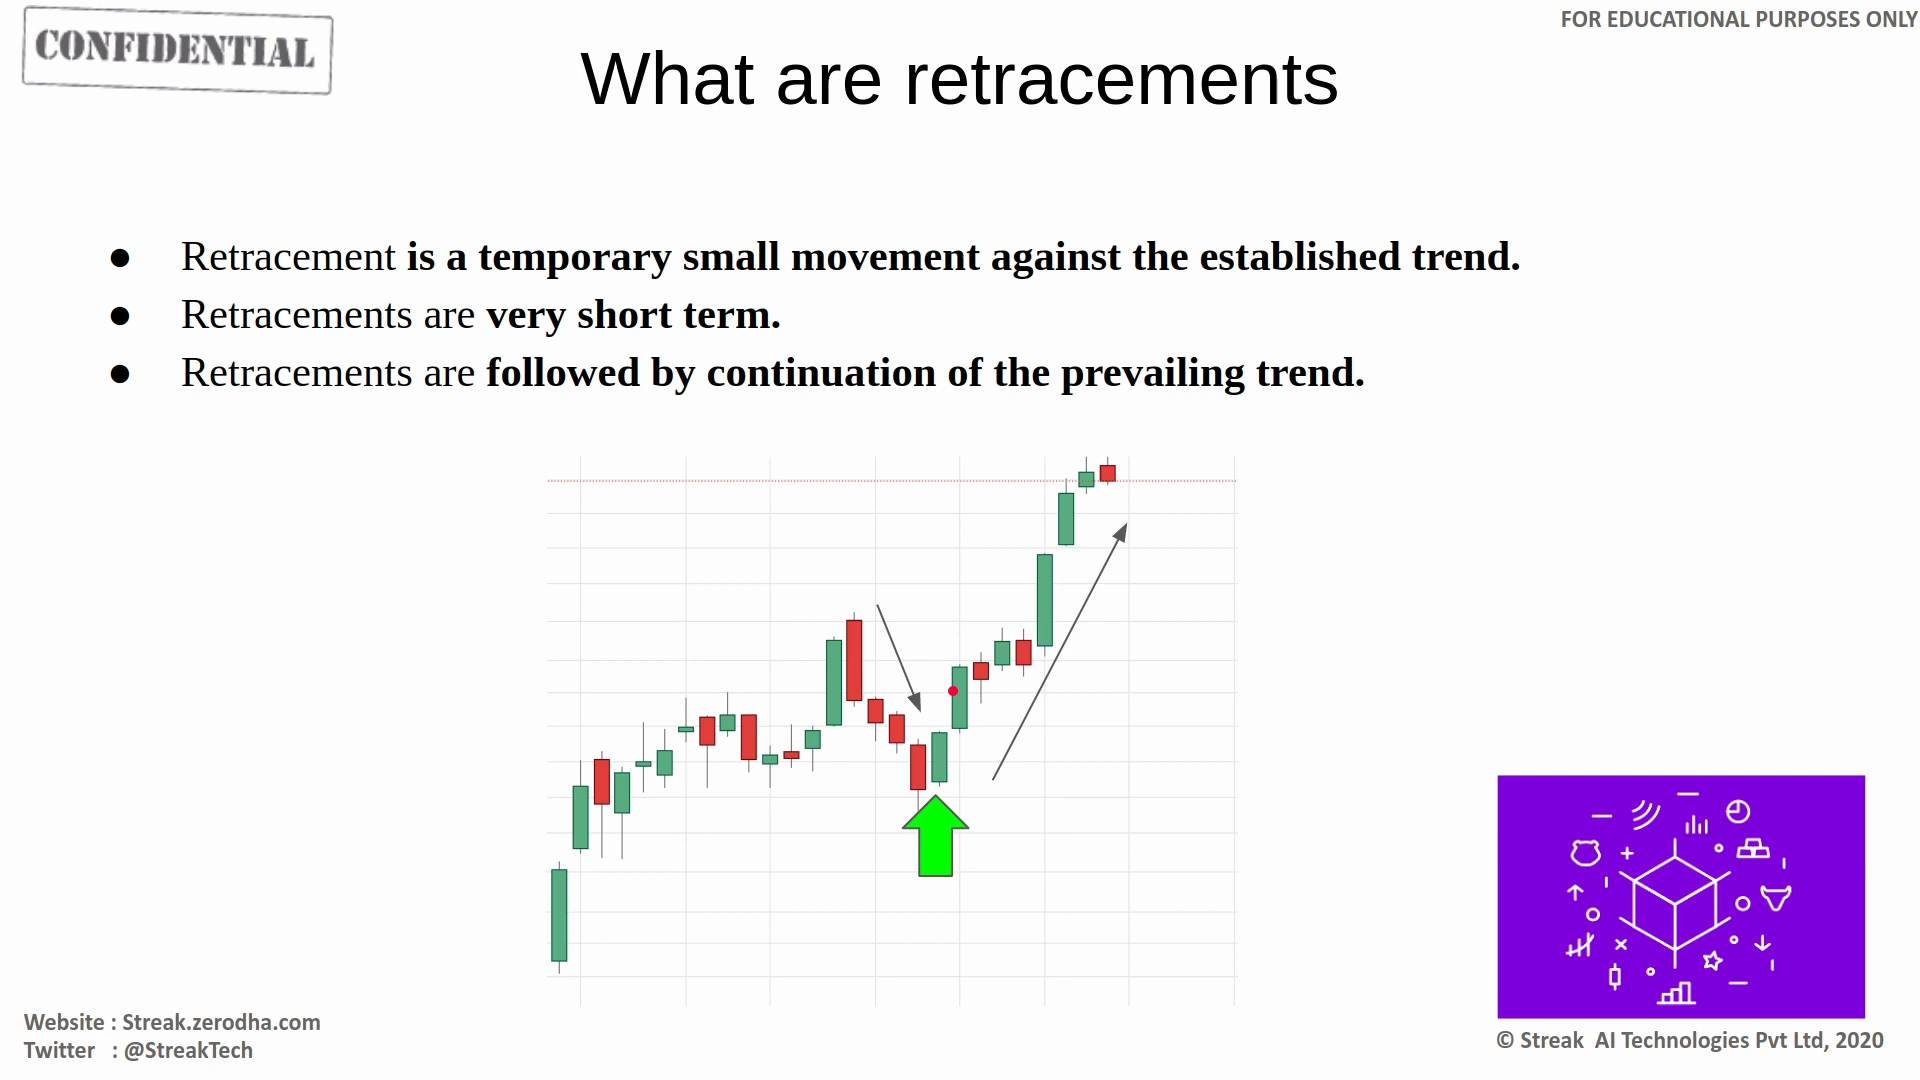 CONFIDENTIAL
FOR EDUCATIONAL PURPOSES ONLY
What are retracements
● Retracement is a temporary small movement against the established trend.
● Retracements are very short term.
● Retracements are followed by continuation of the prevailing trend.
Website : Streak.zerodha.com
Twitter : @StreakTech
© Streak AI Technologies Pvt Ltd, 2020